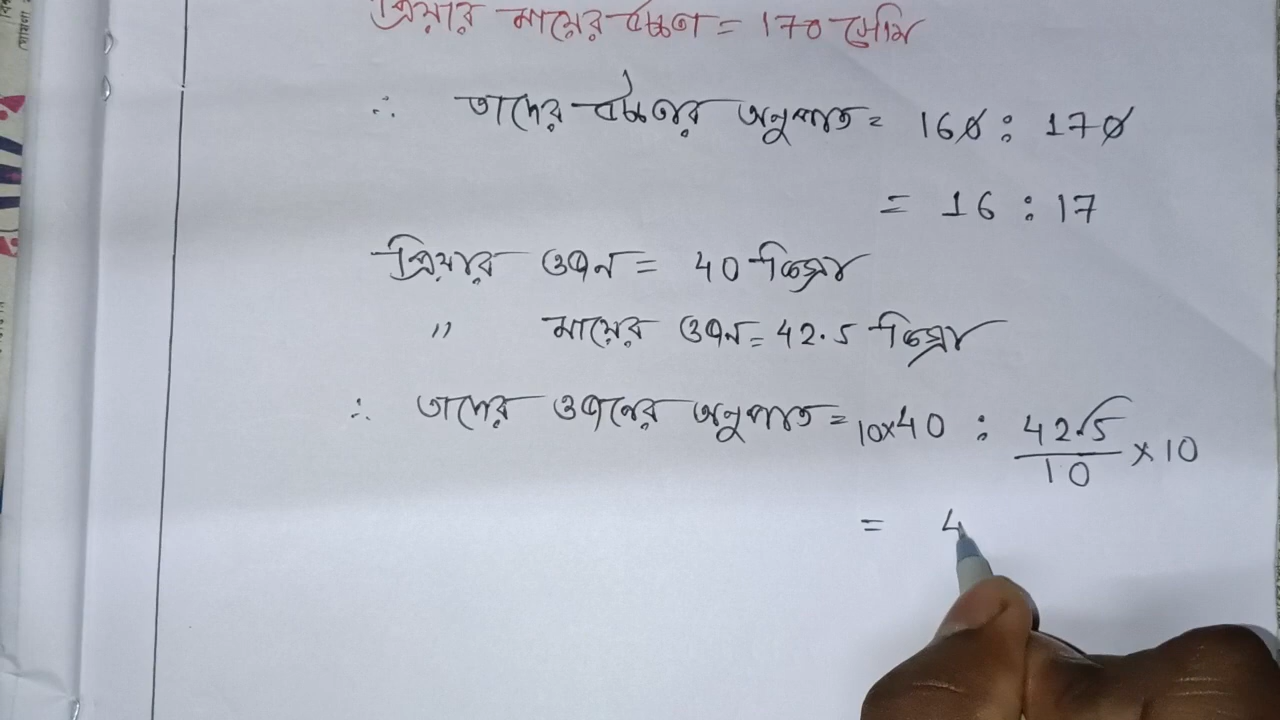 প্রিয়ার মায়ের উচ্চতা = 170 সেমি
∴ তাদের উচ্চতার অনুপাত = 160 : 170
= 16 : 17
প্রিয়ার ওজন = 40 কিগ্রা
" মায়ের ওজন = 42.5 কিগ্রা
∴ তাদের ওজনের অনুপাত = 10×40 : 42.5/10 × 10
= 4